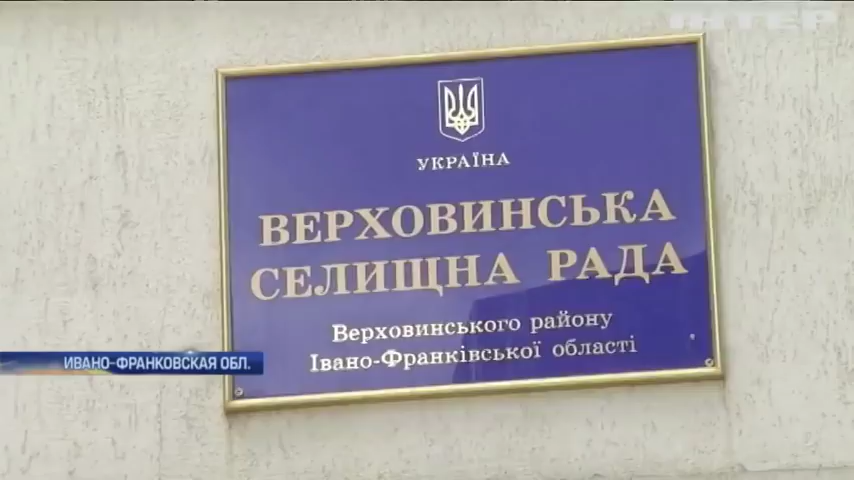 ІНТЕР
УКРАЇНА
ВЕРХОВИНСЬКА
СЕЛИЩНА РАДА
Верховинського району
Івано-Франківської області
ИВАНО-ФРАНКОВСКАЯ ОБЛ.